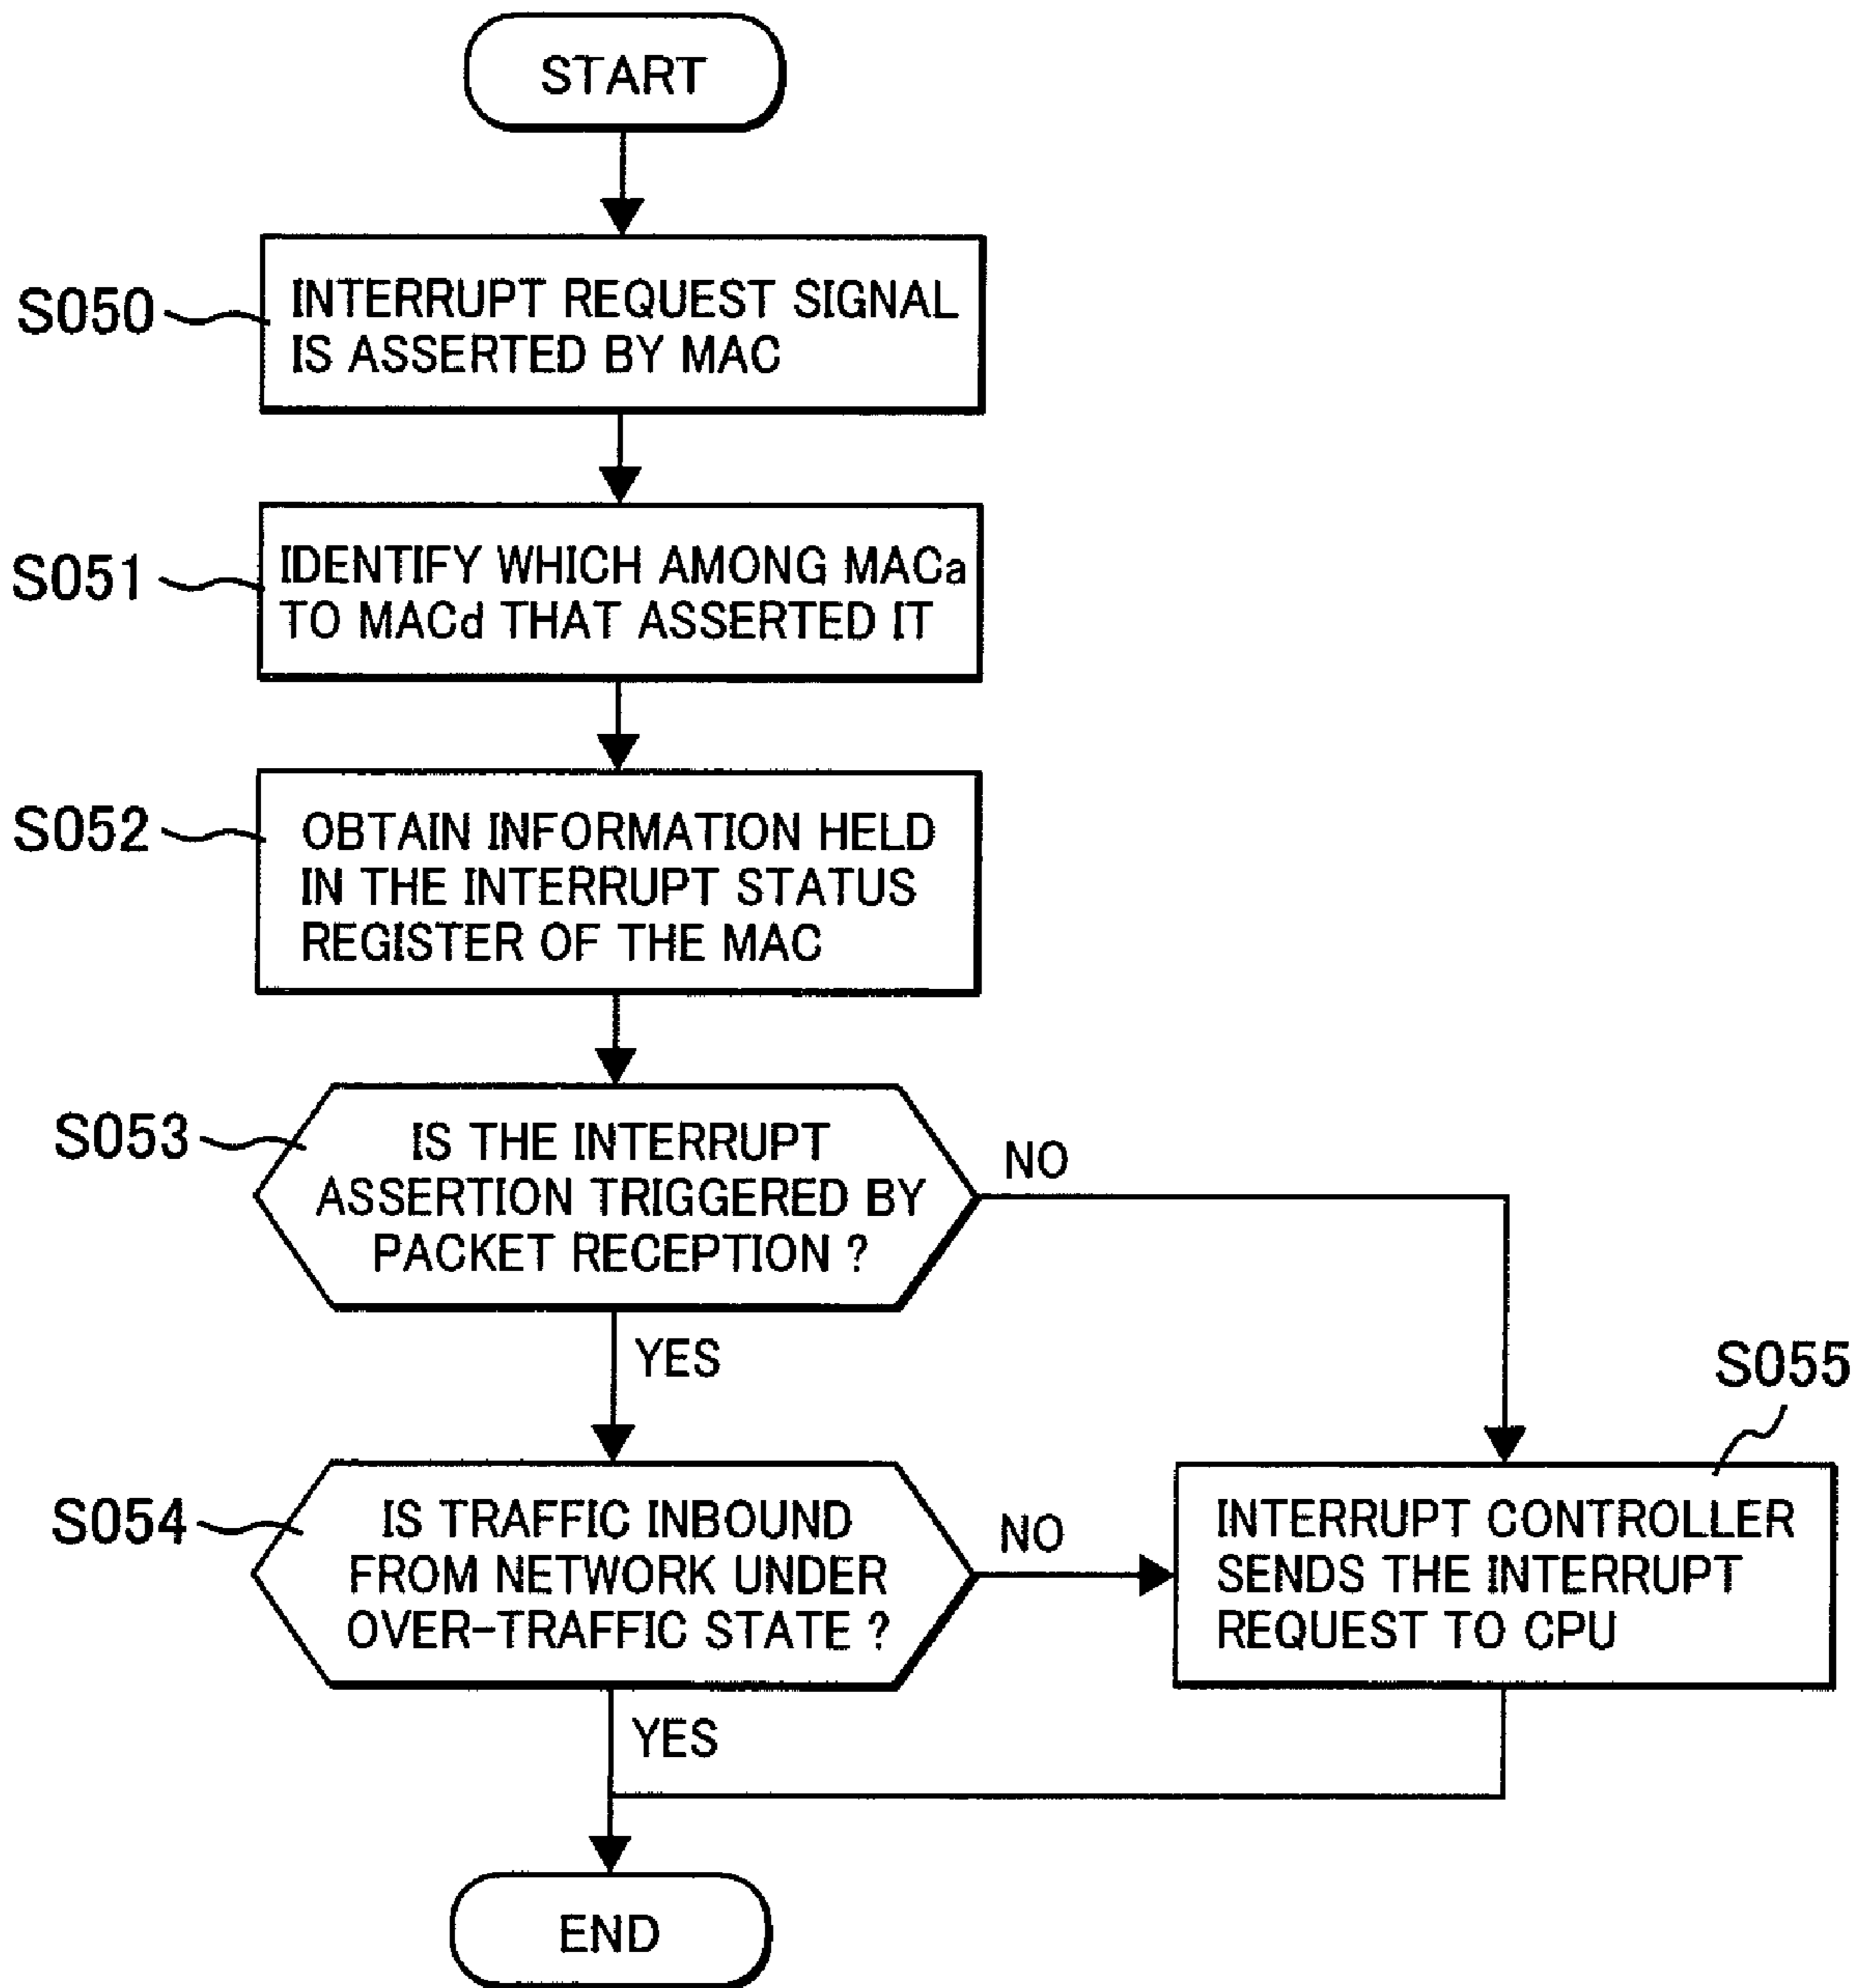 START
S050
INTERRUPT REQUEST SIGNAL
IS ASSERTED BY MAC
S051
IDENTIFY WHICH AMONG MACa
TO MACd THAT ASSERTED IT
S052
OBTAIN INFORMATION HELD
IN THE INTERRUPT STATUS
REGISTER OF THE MAC
S053
IS THE INTERRUPT
ASSERTION TRIGGERED BY
PACKET RECEPTION ?
NO
YES
S054
IS TRAFFIC INBOUND
FROM NETWORK UNDER
OVER-TRAFFIC STATE ?
NO
YES
S055
INTERRUPT CONTROLLER
SENDS THE INTERRUPT
REQUEST TO CPU
END